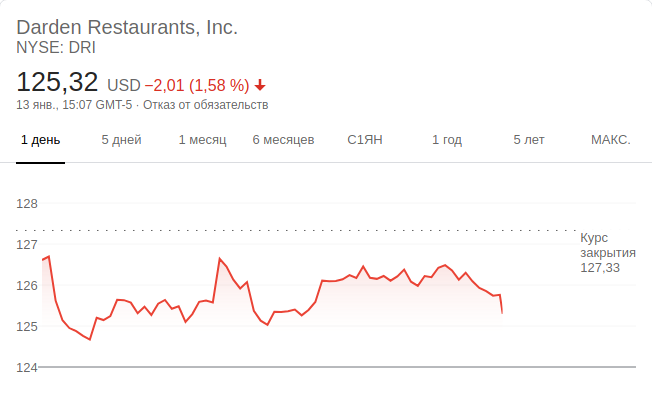 Darden Restaurants, Inc.
NYSE: DRI
125,32 USD −2,01 (1,58 %)
13 янв., 15:07 GMT-5 · Отказ от обязательств
1 день 5 дней 1 месяц 6 месяцев С1ЯН 1 год 5 лет МАКС.
128
127
126
125
124
Курс
закрытия
127,33